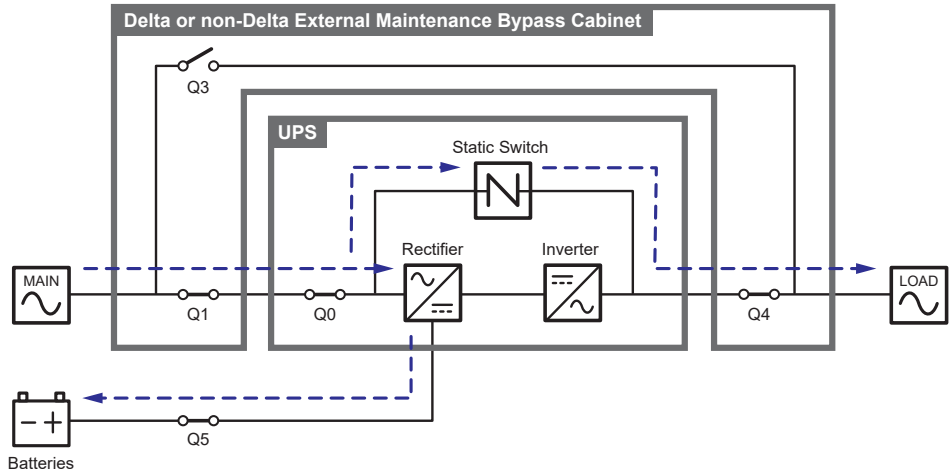 Delta or non-Delta External Maintenance Bypass Cabinet
Q3
UPS
Static Switch
Rectifier
Inverter
MAIN
LOAD
Q1
Q0
Q4
Q5
Batteries